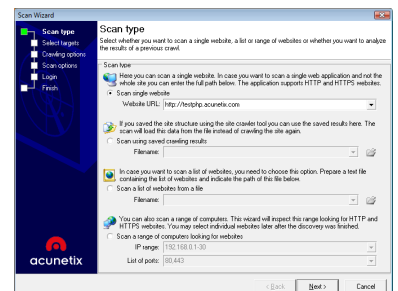 Scan Wizard
Scan type
Select targets
Crawling options
Scan options
Login
Finish
acunetix
Scan type
Select whether you want to scan a single website, a list or range of websites or whether you want to analyze
the results of a previous crawl.
Scan type
Here you can scan a single website. In case you want to scan a single web application and not the
whole site you can enter the full path below. The application supports HTTP and HTTPS websites.
Scan single website
Website URL: http://testphp.acunetix.com
If you saved the site structure using the site crawler tool you can use the saved results here. The
scan will load this data from the file instead of crawling the site again.
Scan using saved crawling results
Filename:
In case you want to scan a list of websites, you need to choose this option. Prepare a text file
containing the list of websites and indicate the path of this file below.
Scan a list of websites from a file
Filename:
You can also scan a range of computers. This wizard will inspect this range looking for HTTP and
HTTPS websites. You may select individual websites later after the discovery was finished.
Scan a range of computers looking for websites
IP range: 192.168.0.1-30
List of ports: 80,443
< Back
Next >
Cancel